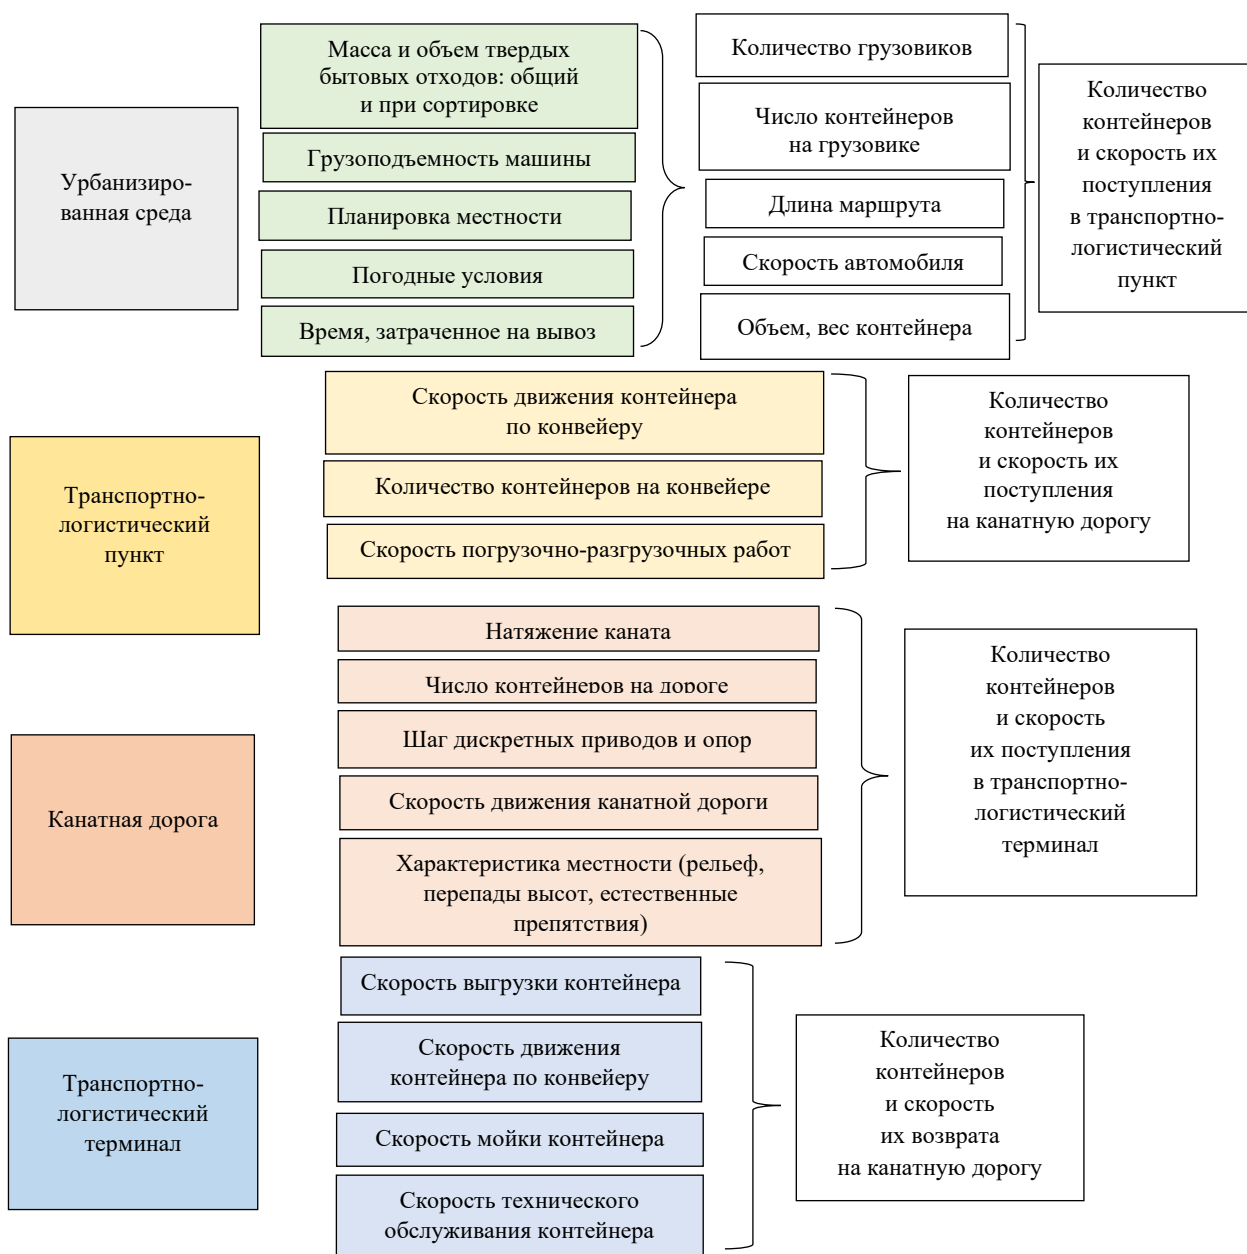 Урбанизиро-
ванная среда
Масса и объем твердых
бытовых отходов: общий
и при сортировке
Грузоподъемность машины
Планировка местности
Погодные условия
Время, затраченное на вывоз
Количество грузовиков
Число контейнеров
на грузовике
Длина маршрута
Скорость автомобиля
Объем, вес контейнера
Количество
контейнеров
и скорость их
поступления
в транспортно-
логистический
пункт
Транспортно-
логистический
пункт
Скорость движения контейнера
по конвейеру
Количество контейнеров на конвейере
Скорость погрузочно-разгрузочных работ
Количество
контейнеров
и скорость их
поступления
на канатную дорогу
Канатная дорога
Натяжение каната
Число контейнеров на дороге
Шаг дискретных приводов и опор
Скорость движения канатной дороги
Характеристика местности (рельеф,
перепады высот, естественные
препятствия)
Количество
контейнеров
и скорость
их поступления
в транспортно-
логистический
терминал
Транспортно-
логистический
терминал
Скорость выгрузки контейнера
Скорость движения
контейнера по конвейеру
Скорость мойки контейнера
Скорость технического
обслуживания контейнера
Количество
контейнеров
и скорость
их возврата
на канатную дорогу